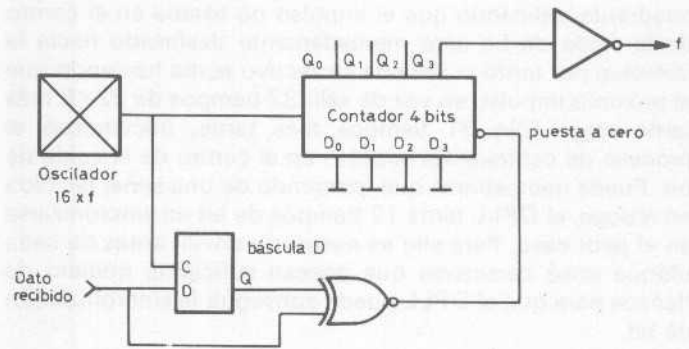 f
Q0 Q1 Q2 Q3
Contador 4 bits
D0 D1 D2 D3
puesta a cero
Oscilador
16 x f
báscula D
C
D
Q
Dato
recibido